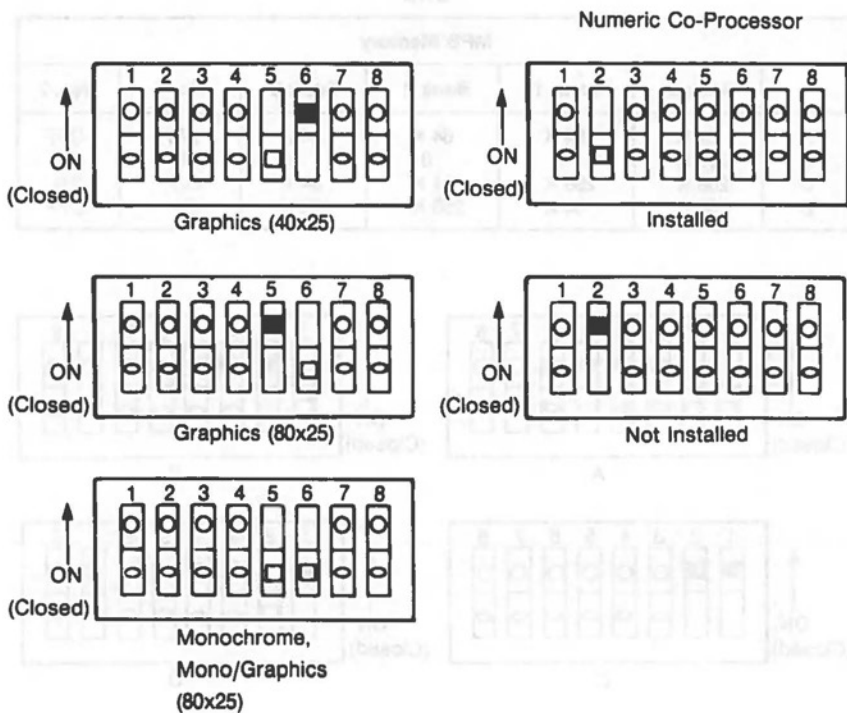 Numeric Co-Processor
1 2 3 4 5 6 7 8
ON
(Closed)
Graphics (40x25)
1 2 3 4 5 6 7 8
ON
(Closed)
Installed
1 2 3 4 5 6 7 8
ON
(Closed)
Graphics (80x25)
1 2 3 4 5 6 7 8
ON
(Closed)
Not Installed
1 2 3 4 5 6 7 8
ON
(Closed)
Monochrome,
Mono/Graphics
(80x25)